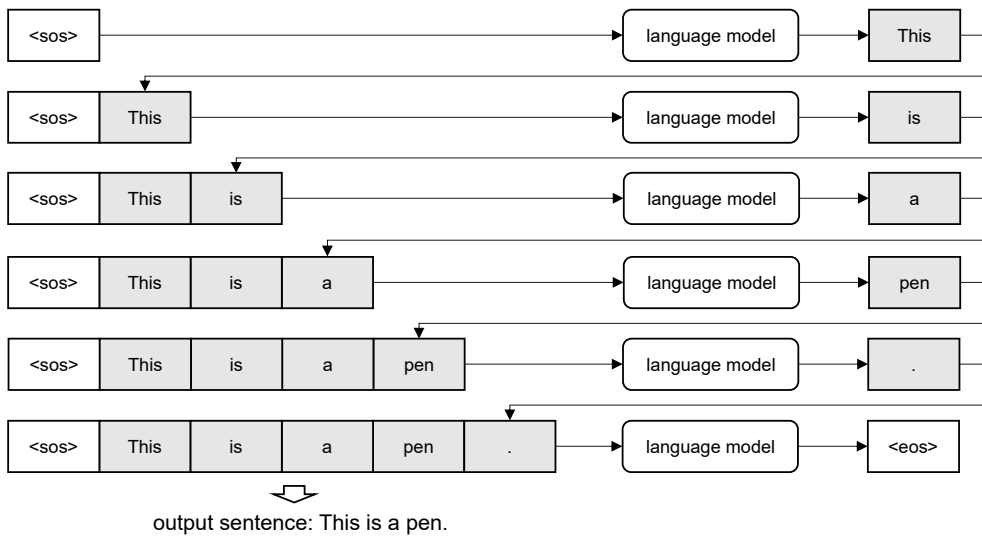 <sos> language model This
<sos> This language model is
<sos> This is language model a
<sos> This is a language model pen
<sos> This is a pen language model .
<sos> This is a pen . language model <eos>
output sentence: This is a pen.